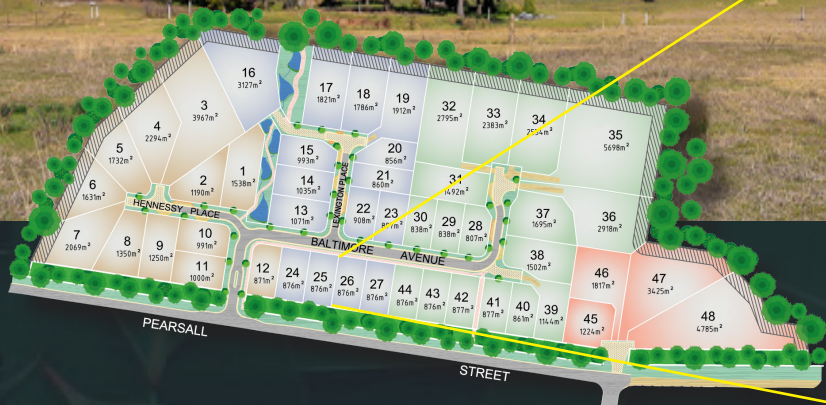 16
3127m²
17
1821m²
18
1786m²
19
1912m²
32
2795m²
33
2383m²
34
35
5698m²
3
3967m²
4
2294m²
5
1732m²
6
1631m²
15
993m²
20
856m²
14
1035m²
21
860m²
31
1492m²
1
1538m²
2
1190m²
13
1071m²
LEXINGTON PLACE
22
908m²
23
30
838m²
29
838m²
28
807m²
37
1695m²
36
2918m²
HENNESSY PLACE
7
2069m²
8
1350m²
9
1250m²
10
991m²
11
1000m²
BALTIMORE AVENUE
38
1502m²
12
871m²
24
876m²
25
876m²
26
876m²
27
876m²
44
876m²
43
876m²
42
877m²
41
877m²
40
861m²
39
1144m²
46
1817m²
45
1224m²
47
3425m²
48
4785m²
PEARSALL STREET